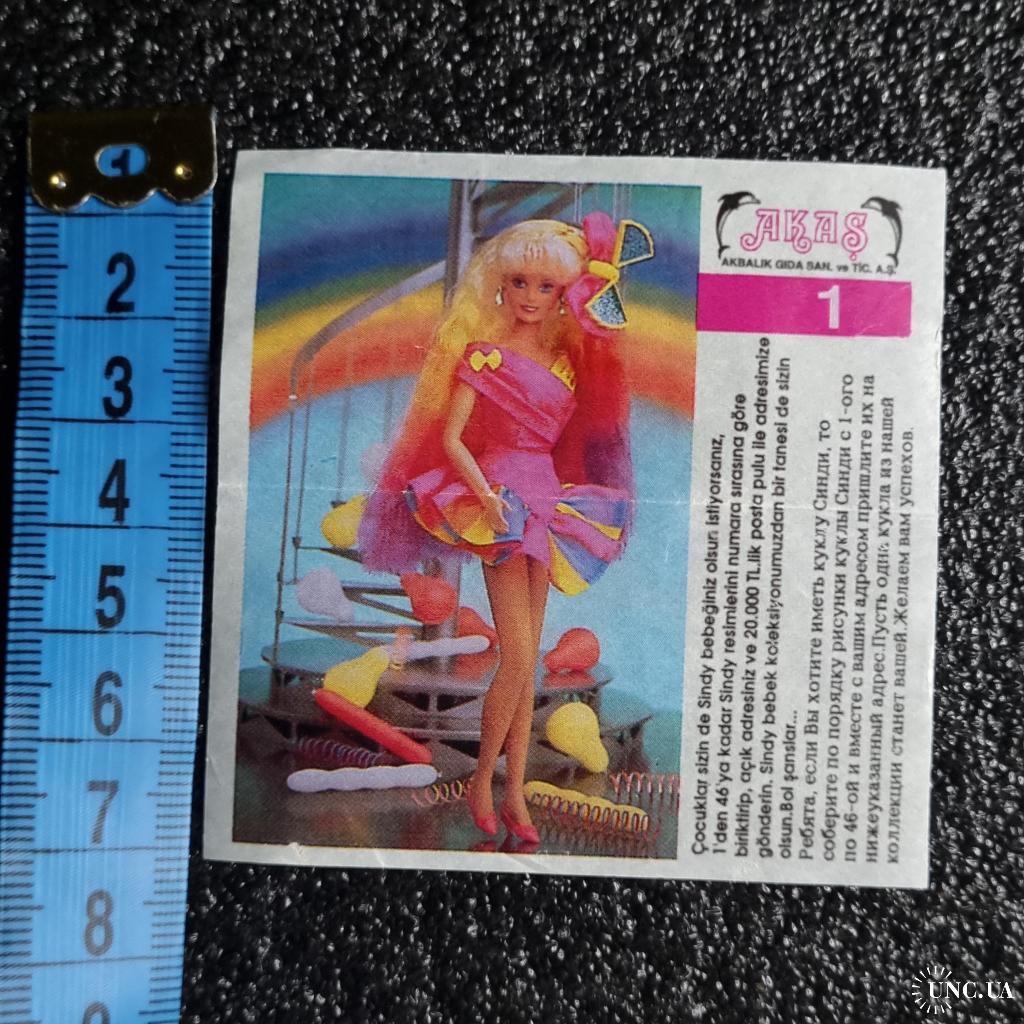 1
2
3
4
5
6
7
8
AKAŞ
AKBALIK GIDA SAN. ve TİC. A.Ş.
1
Çocuklar sizin de Sindy bebeğiniz olsun istiyorsanız,
1'den 46'ya kadar Sindy resimlerini numara sırasına göre
biriktirip, açık adresiniz ve 20.000 TL.lik posta pulu ile adresimize
gönderin. Sindy bebek koleksiyonumuzdan bir tanesi de sizin
olsun.Bol şanslar...
Ребята, если Вы хотите иметь куклу Синди, то
соберите по порядку рисунки куклы Синди с 1-ого
по 46-ой и вместе с вашим адресом пришлите их на
нижеуказанный адрес.Пусть одна кукла из нашей
коллекции станет вашей.Желаем вам успехов.
UNC.UA